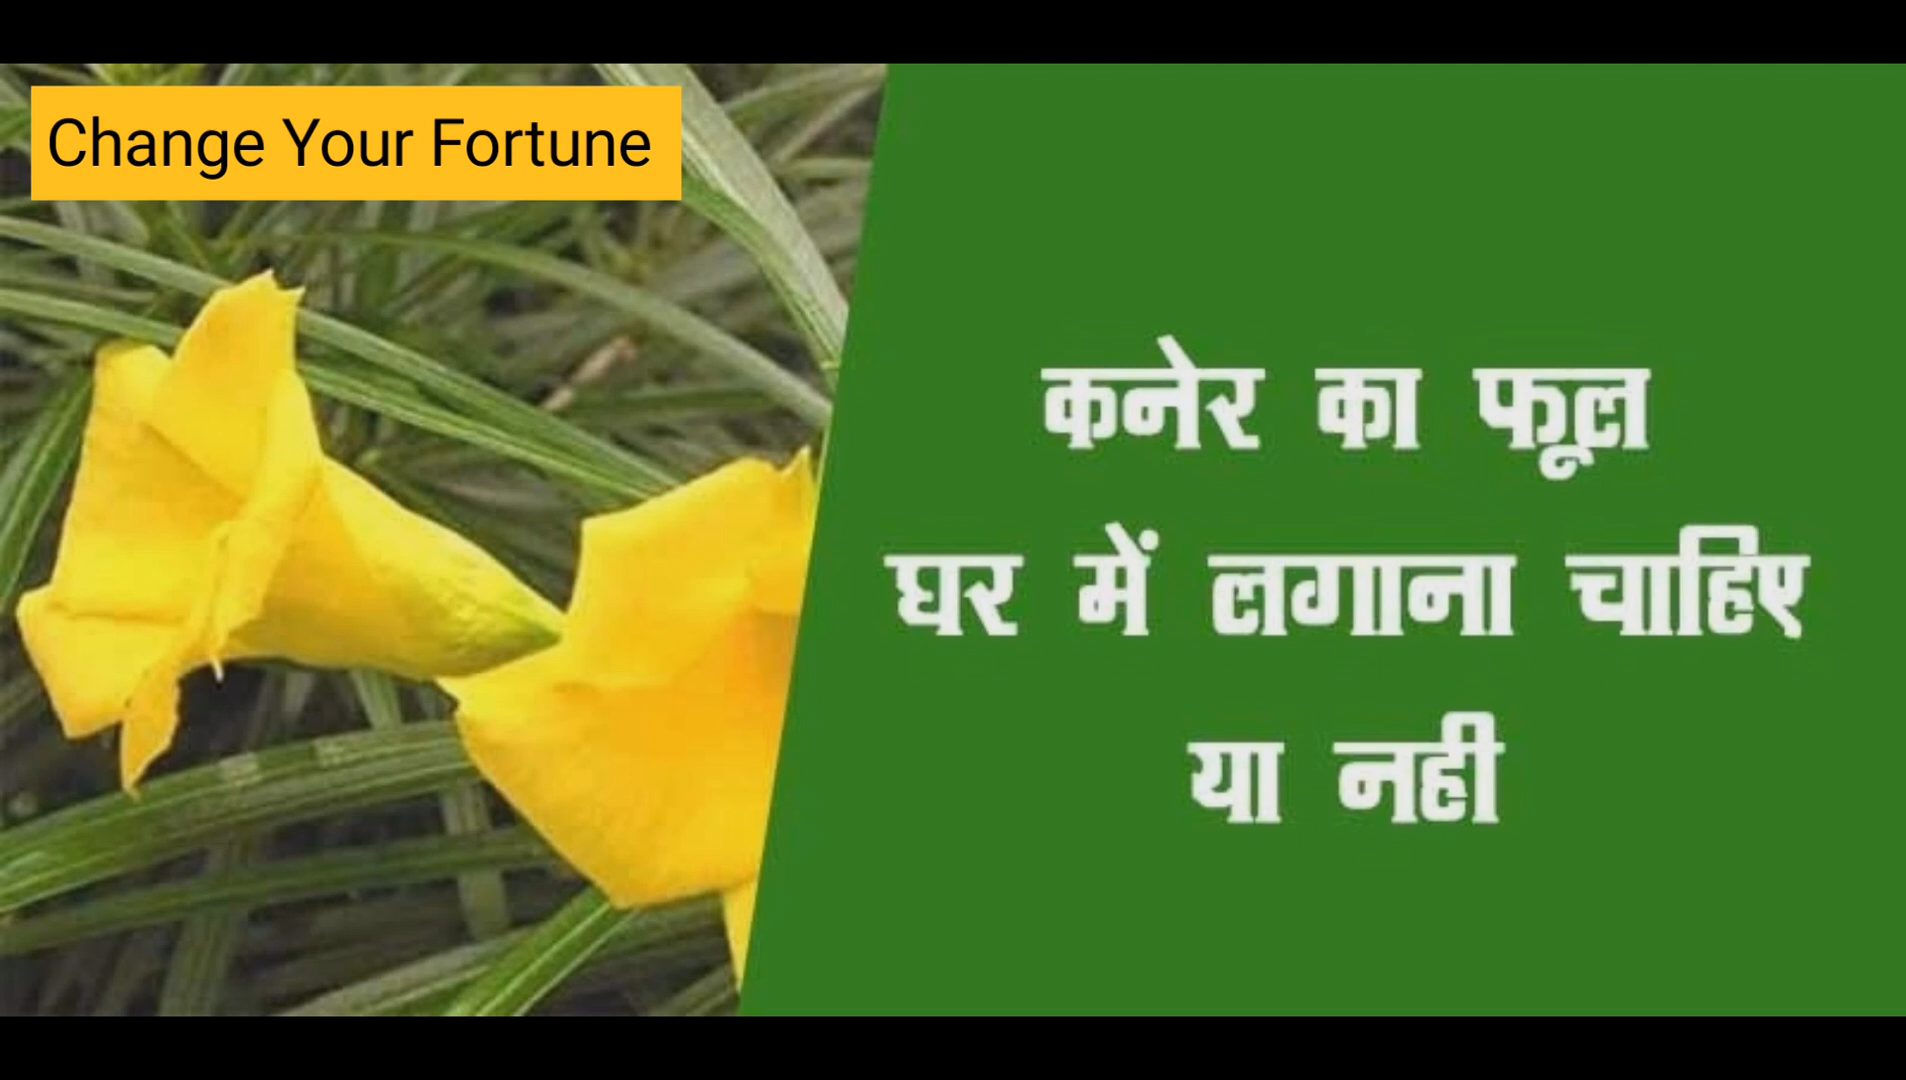 Change Your Fortune
कनेर का फूल
घर में लगाना चाहिए
या नही